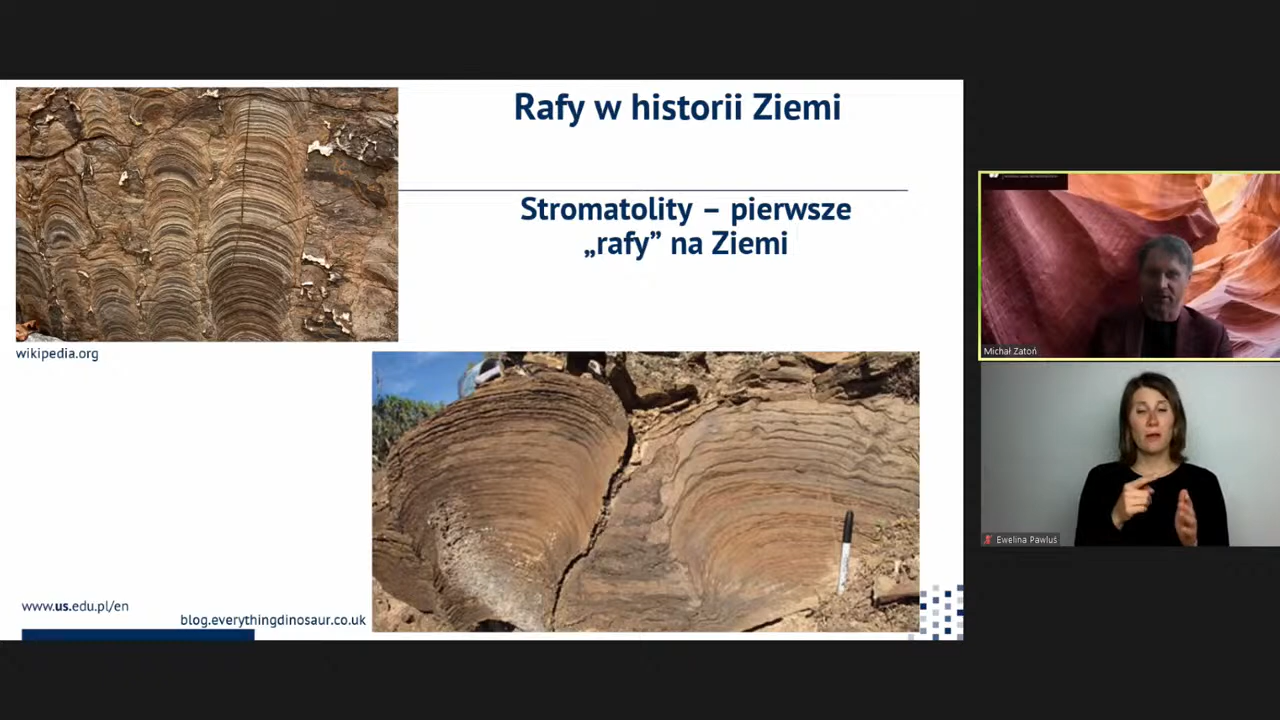 Rafy w historii Ziemi
Stromatolity – pierwsze
„rafy” na Ziemi
wikipedia.org
www.us.edu.pl/en
blog.everythingdinosaur.co.uk
Michał Zatoń
Ewelina Pawluś